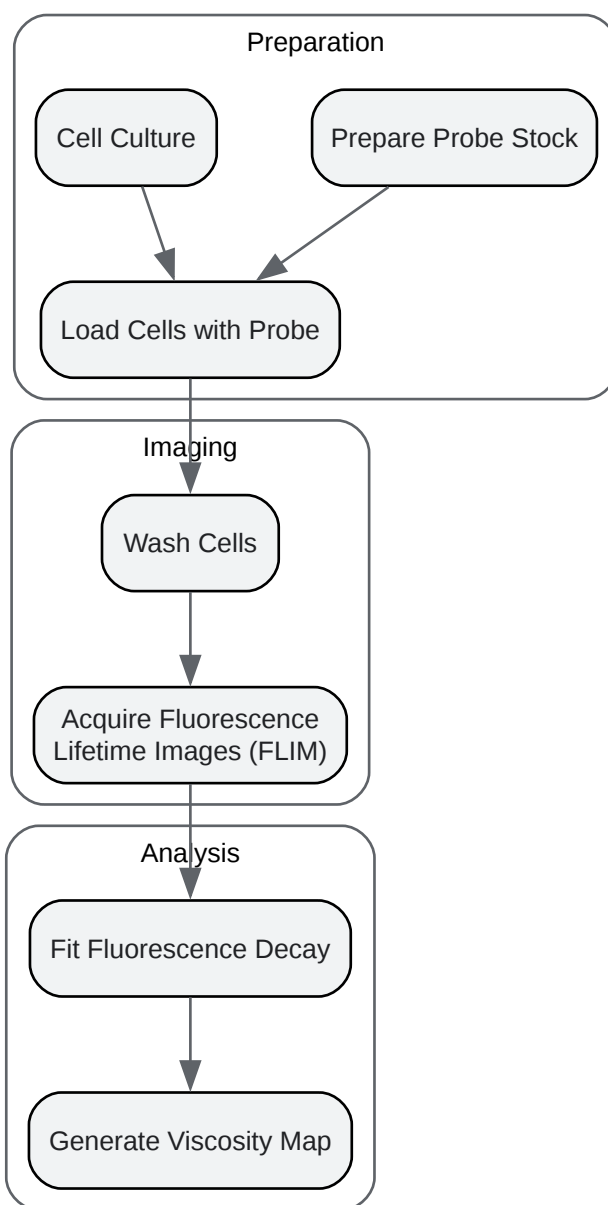 Preparation
Cell Culture
Prepare Probe Stock
Load Cells with Probe
Imaging
Wash Cells
Acquire Fluorescence
Lifetime Images (FLIM)
Analysis
Fit Fluorescence Decay
Generate Viscosity Map